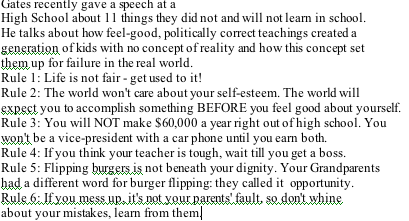 Gates recently gave a speech at a
High School about 11 things they did not and will not learn in school.
He talks about how feel-good, politically correct teachings created a
generation of kids with no concept of reality and how this concept set
them up for failure in the real world.
Rule 1: Life is not fair - get used to it!
Rule 2: The world won't care about your self-esteem. The world will
expect you to accomplish something BEFORE you feel good about yourself.
Rule 3: You will NOT make $60,000 a year right out of high school. You
won't be a vice-president with a car phone until you earn both.
Rule 4: If you think your teacher is tough, wait till you get a boss.
Rule 5: Flipping burgers is not beneath your dignity. Your Grandparents
had a different word for burger flipping: they called it opportunity.
Rule 6: If you mess up, it's not your parents' fault, so don't whine
about your mistakes, learn from them.